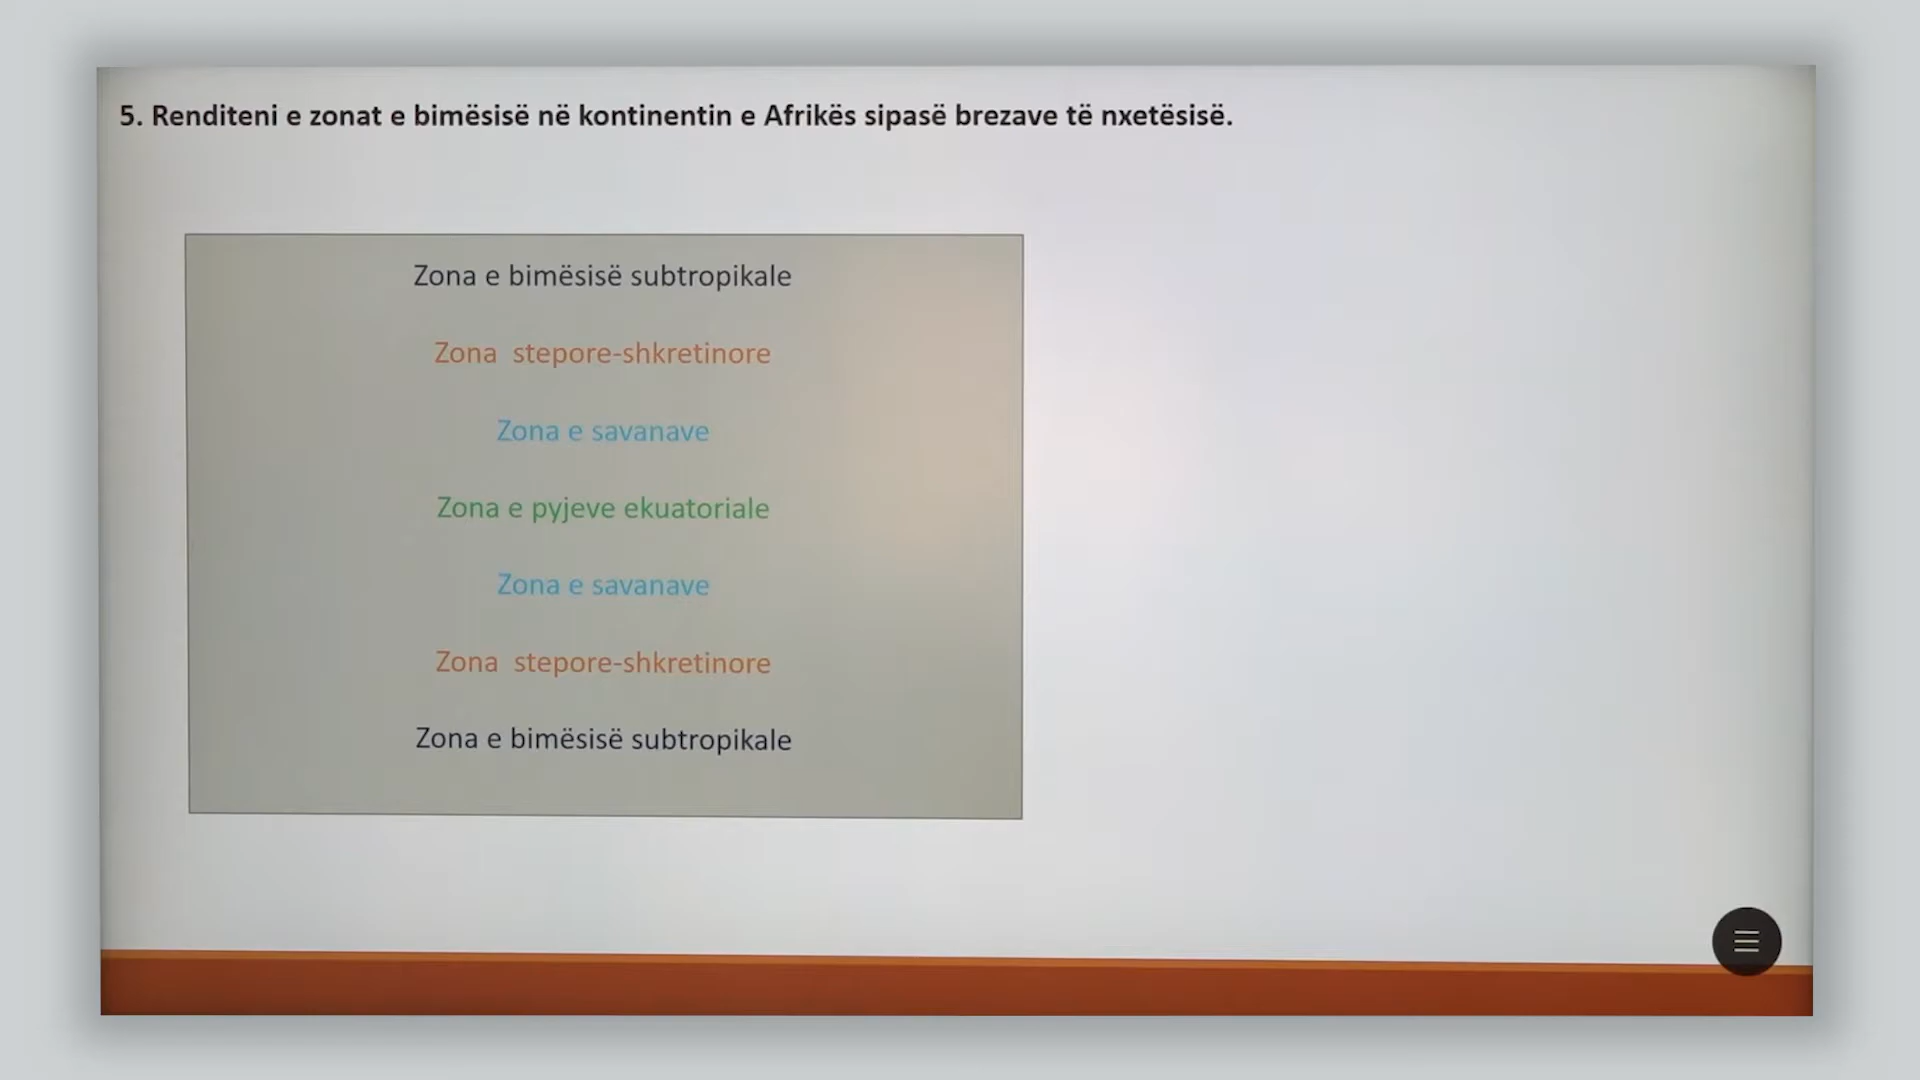 5. Renditeni e zonat e bimësisë në kontinentin e Afrikës sipasë brezave të nxetësisë.
Zona e bimësisë subtropikale
Zona stepore-shkretinore
Zona e savanave
Zona e pyjeve ekuatoriale
Zona e savanave
Zona stepore-shkretinore
Zona e bimësisë subtropikale